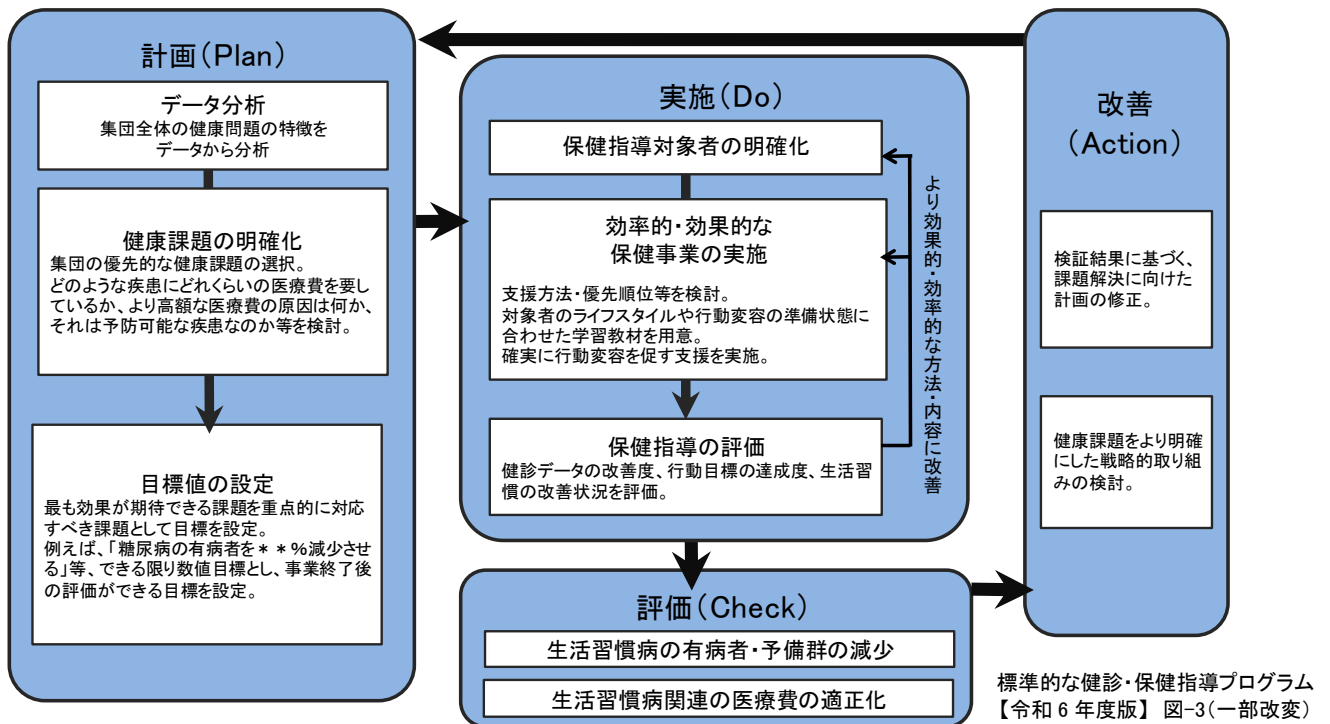 計画(Plan)
データ分析
集団全体の健康問題の特徴を
データから分析
健康課題の明確化
集団の優先的な健康課題の選択。
どのような疾患にどれくらいの医療費を要し
ているか、より高額な医療費の原因は何か、
それは予防可能な疾患なのか等を検討。
目標値の設定
最も効果が期待できる課題を重点的に対応
すべき課題として目標を設定。
例えば、「糖尿病の有病者を**%減少させ
る」等、できる限り数値目標とし、事業終了後
の評価ができる目標を設定。
実施(Do)
保健指導対象者の明確化
効率的・効果的な
保健事業の実施
支援方法・優先順位等を検討。
対象者のライフスタイルや行動変容の準備状態に
合わせた学習教材を用意。
確実に行動変容を促す支援を実施。
保健指導の評価
健診データの改善度、行動目標の達成度、生活習
慣の改善状況を評価。
より効果的・効率的な方法・内容に改善
評価(Check)
生活習慣病の有病者・予備群の減少
生活習慣病関連の医療費の適正化
改善
(Action)
検証結果に基づく、
課題解決に向けた
計画の修正。
健康課題をより明確
にした戦略的取り組
みの検討。
標準的な健診・保健指導プログラム
【令和6年度版】 図-3(一部改変)